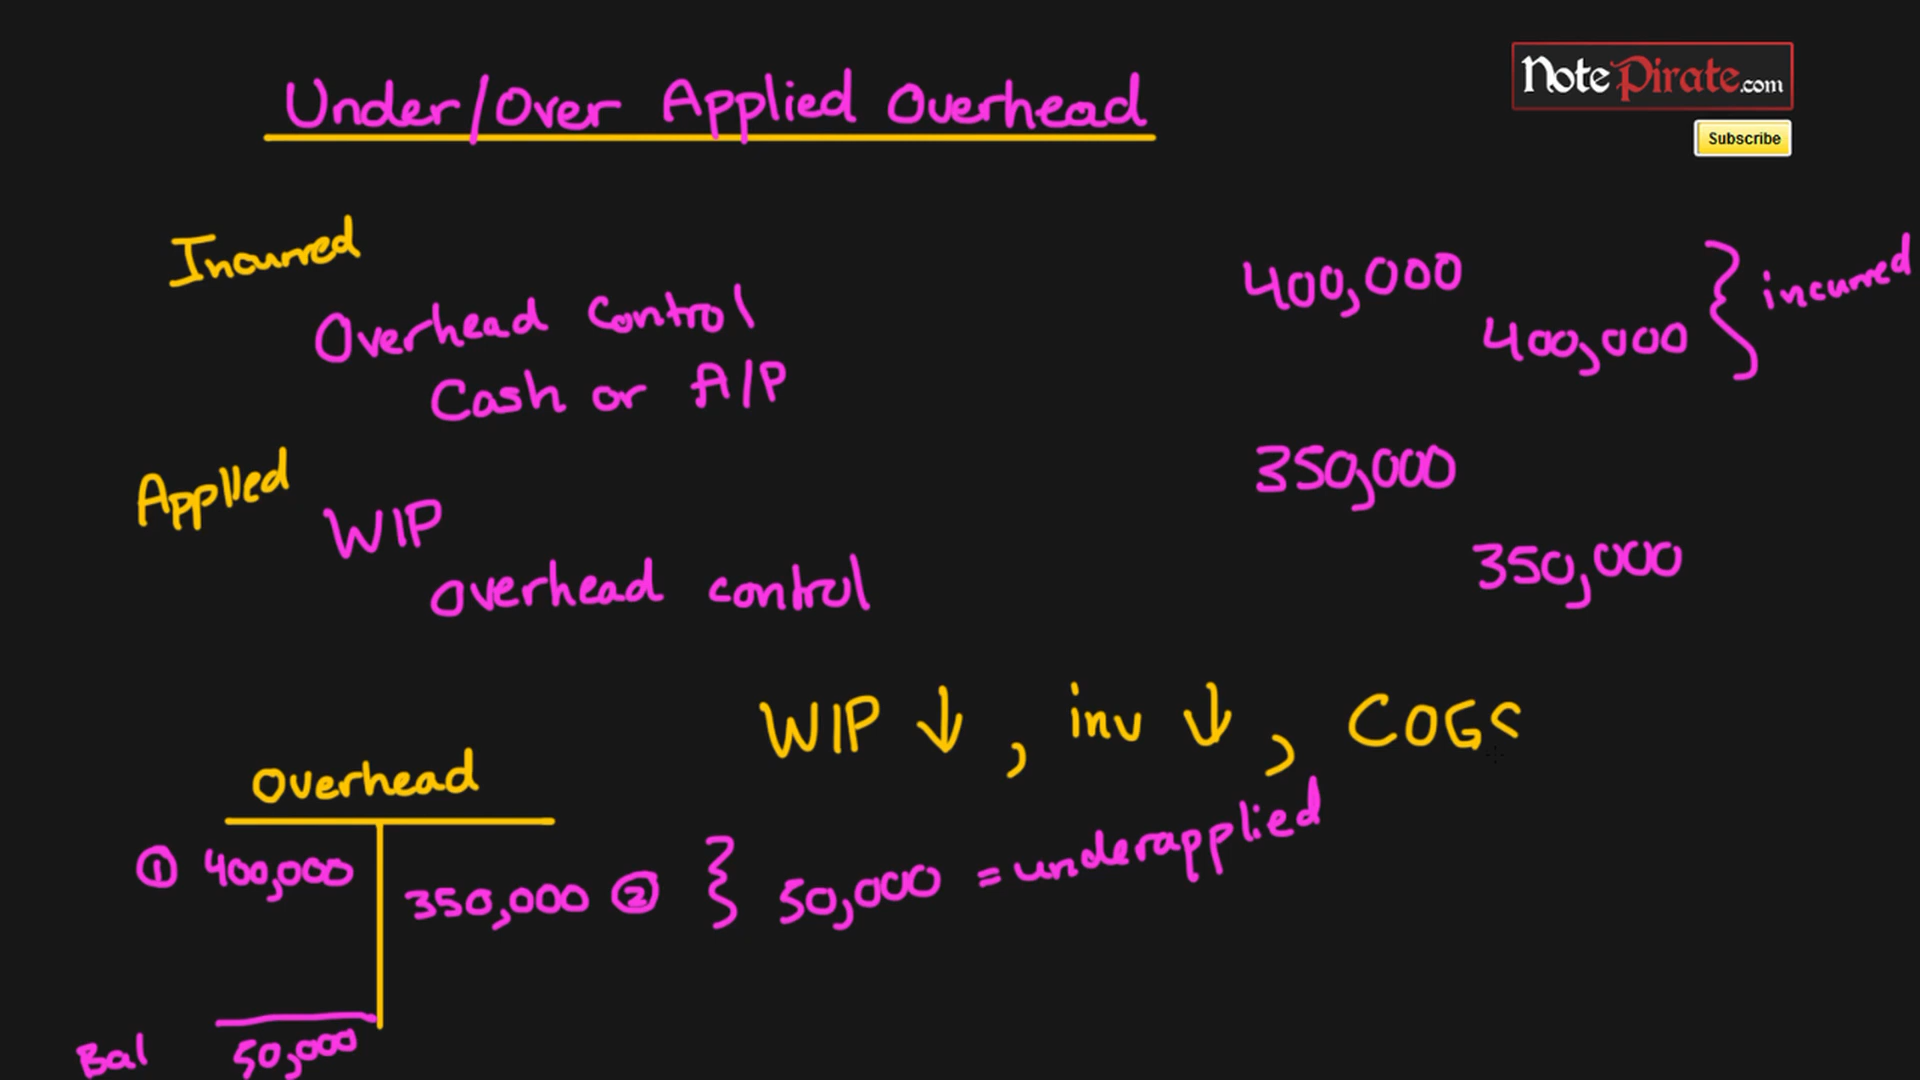 Under/Over Applied Overhead
NotePirate.com
Subscribe
Incurred
Overhead Control 400,000
Cash or A/P 400,000 } incurred
Applied
WIP 350,000
overhead control 350,000
WIP ↓, inv ↓, COGS
Overhead
① 400,000
350,000 ② } 50,000 = underapplied
Bal 50,000